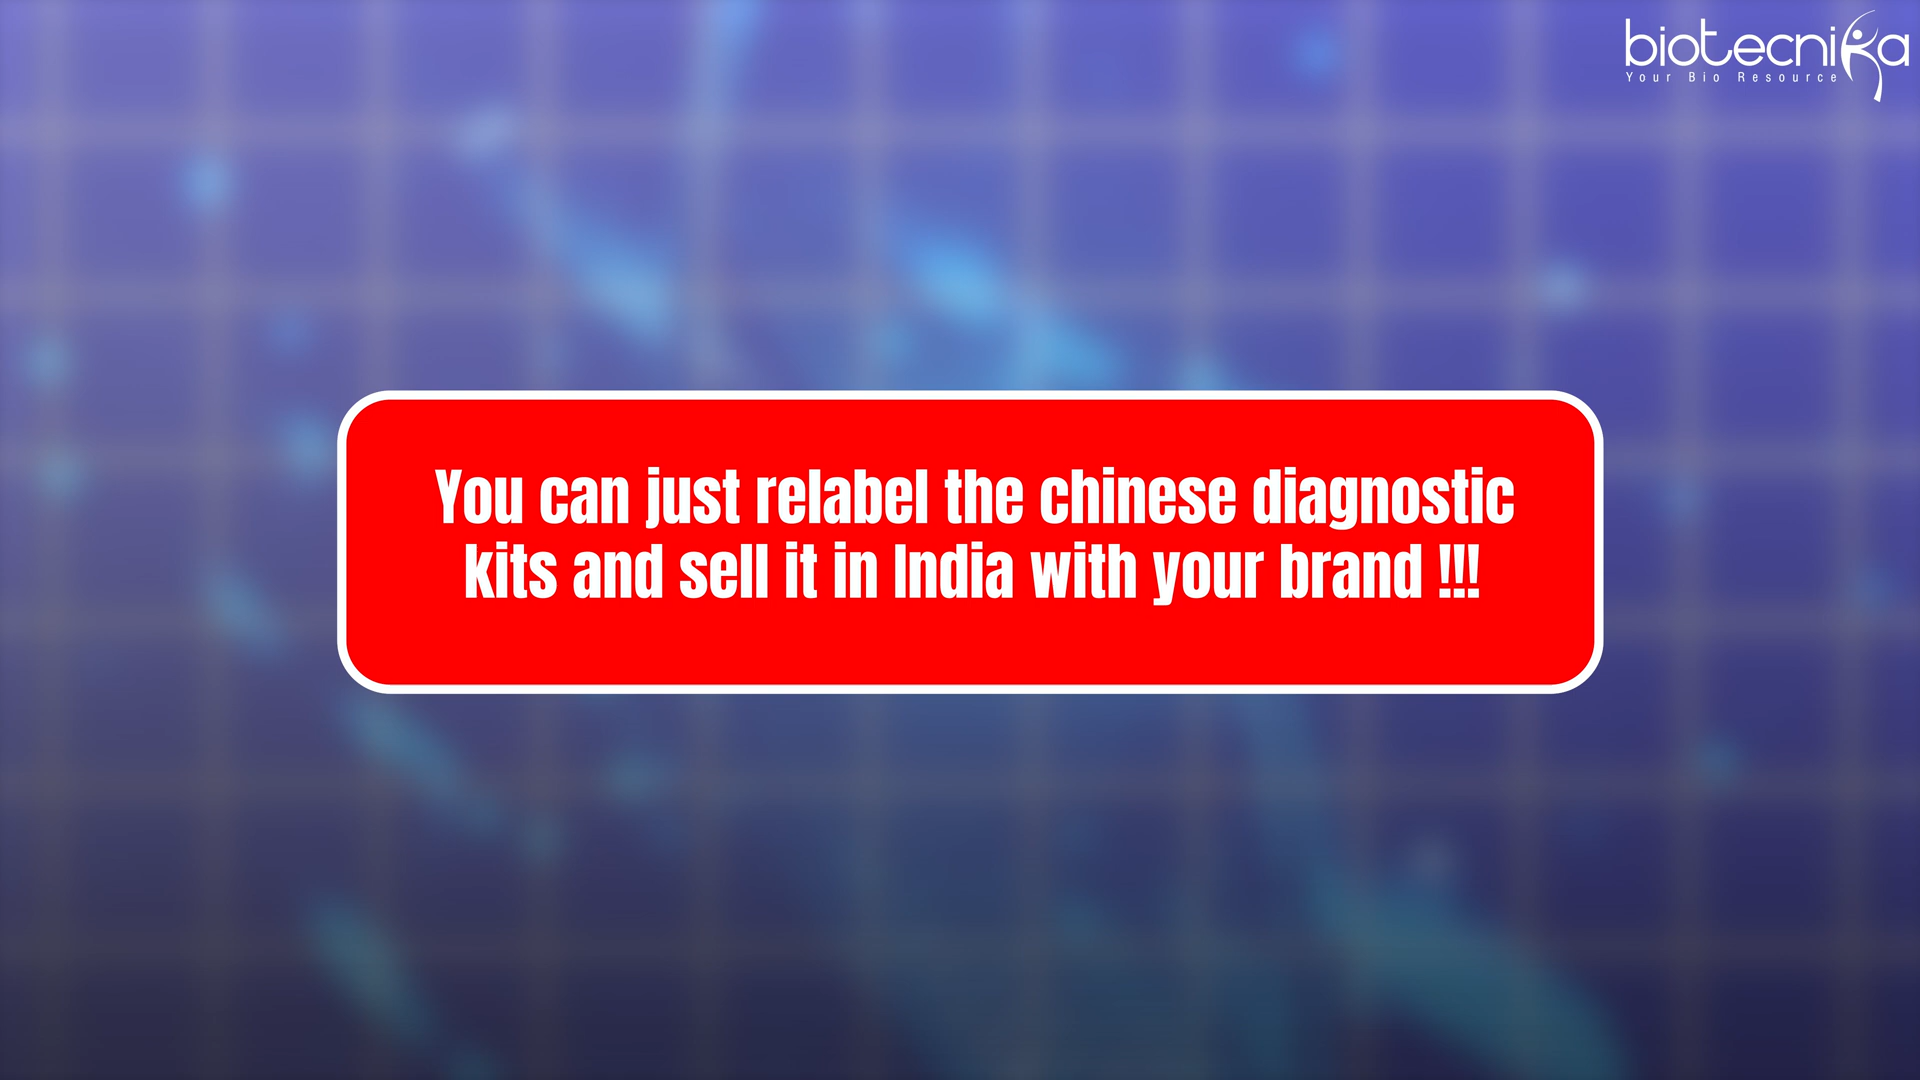 biotecnika
Your Bio Resource
You can just relabel the chinese diagnostic
kits and sell it in India with your brand !!!